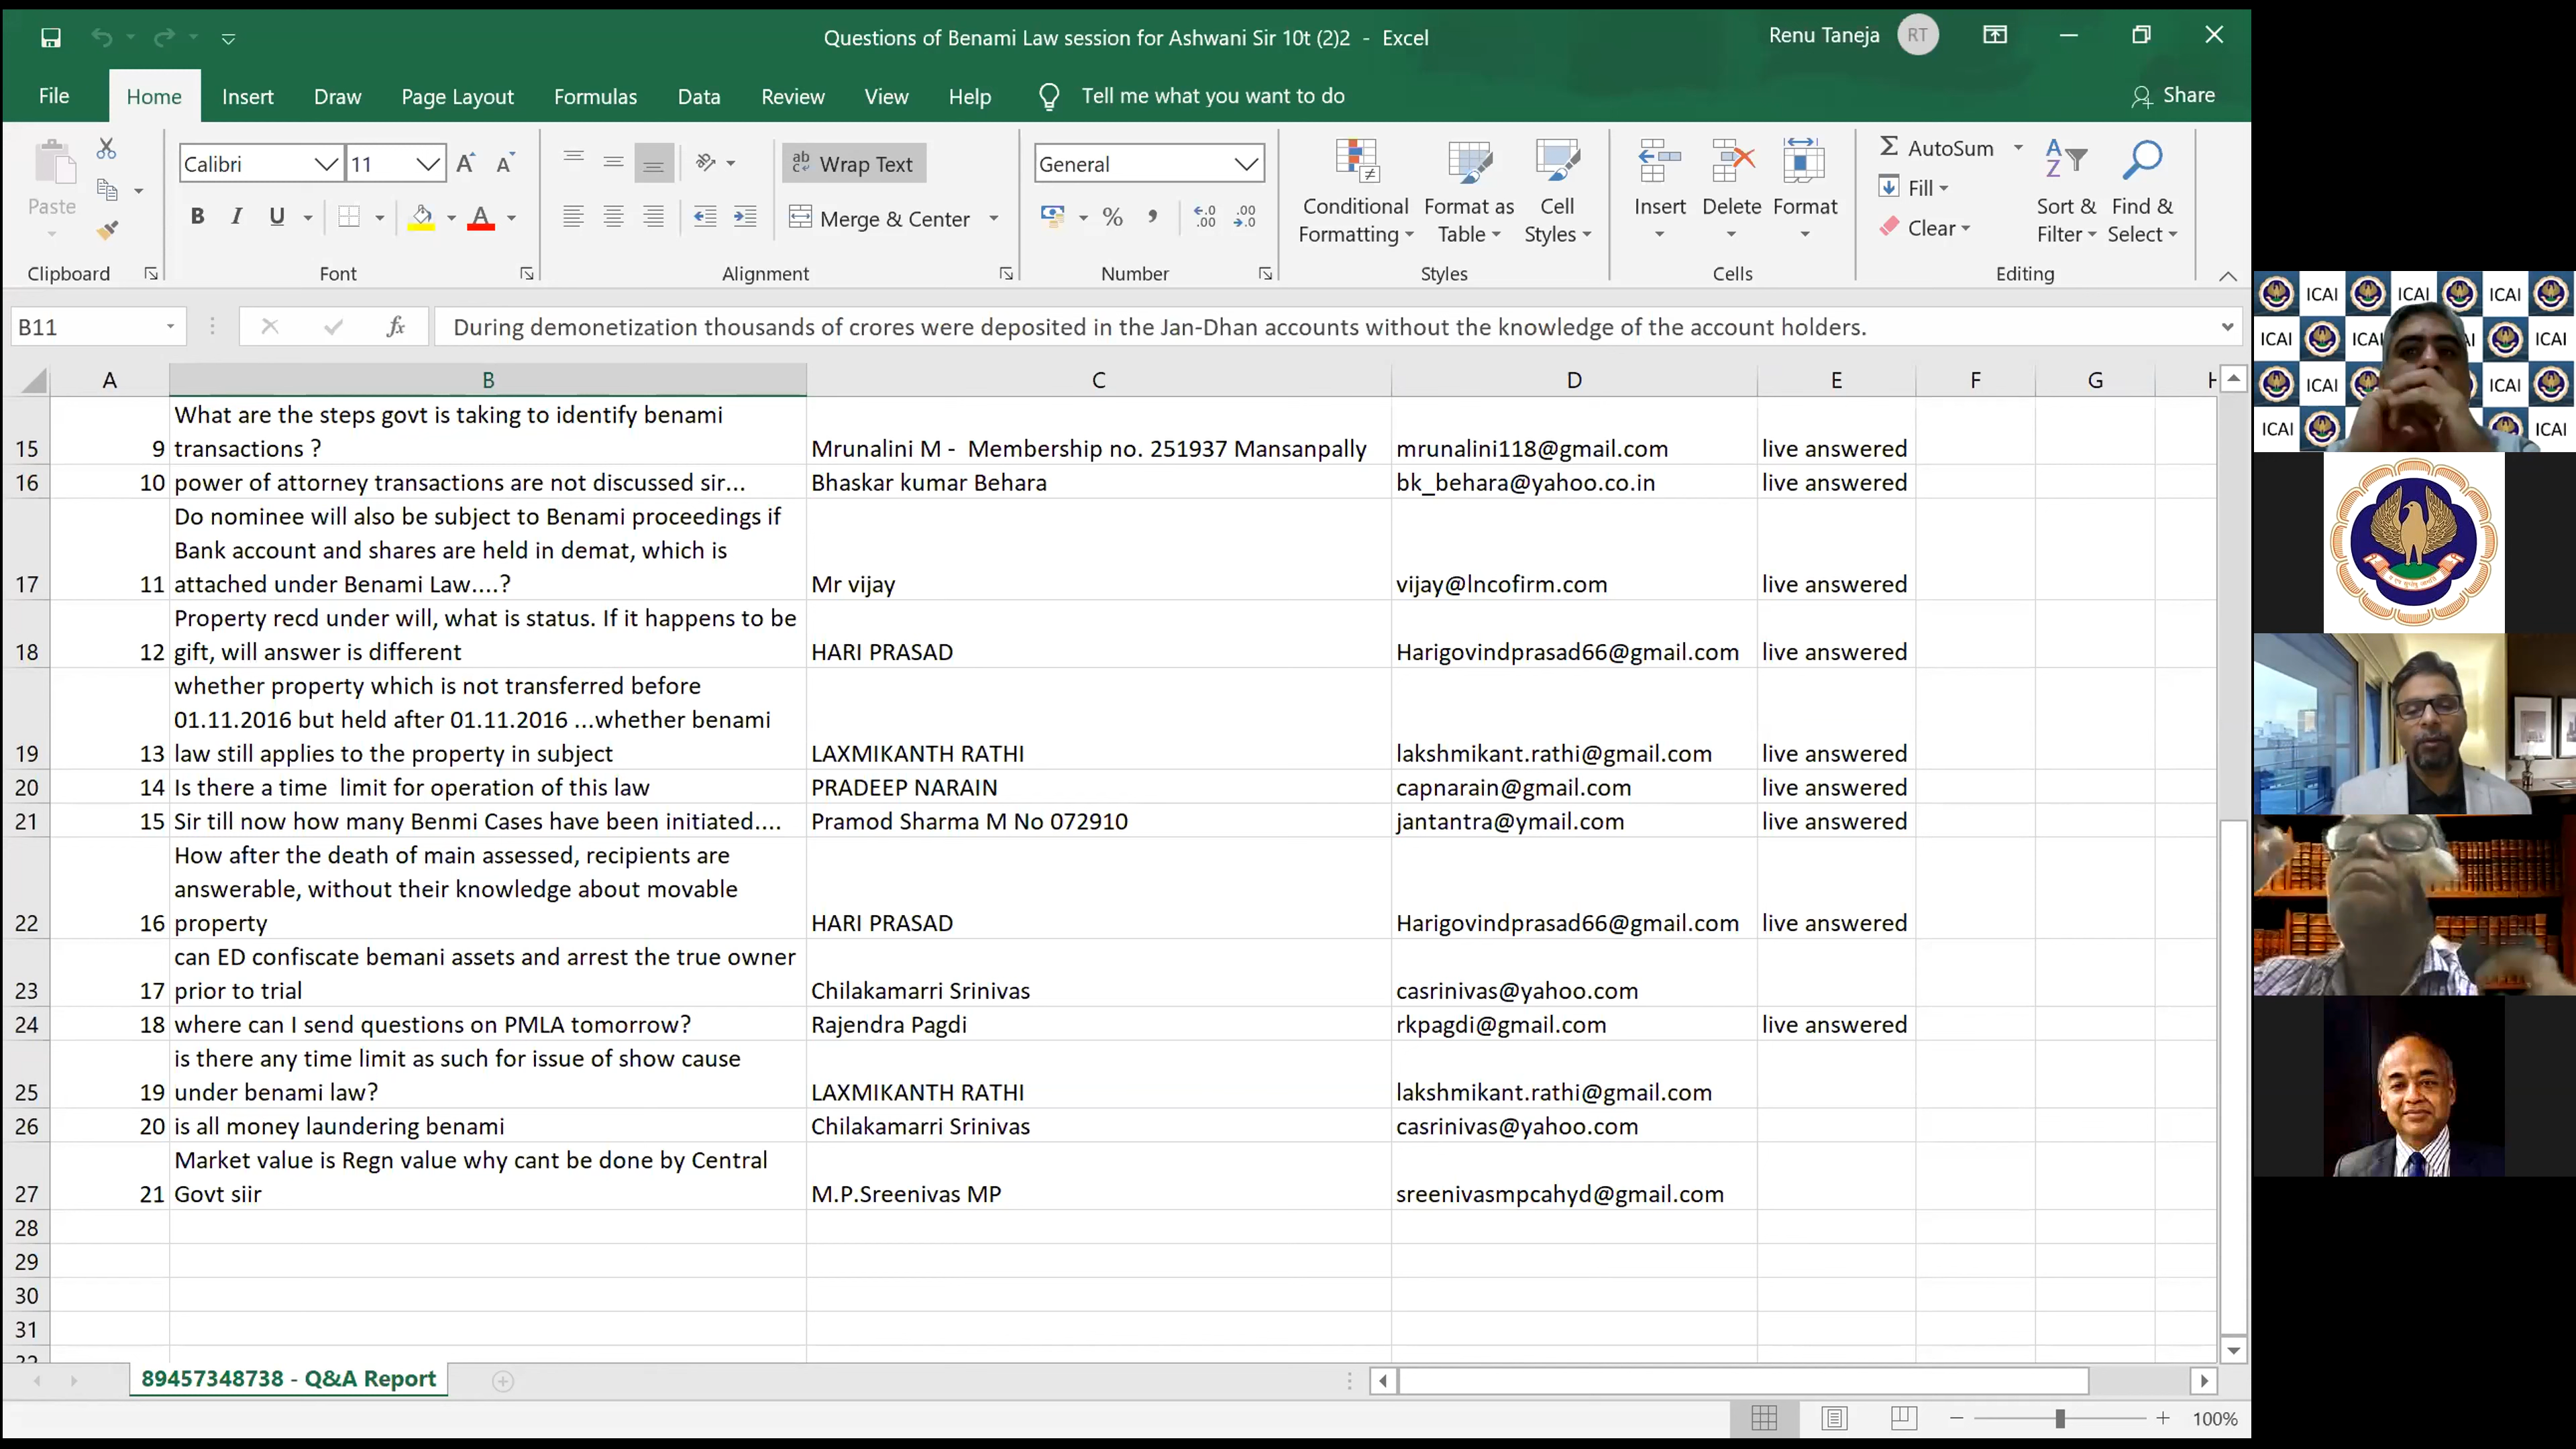 Questions of Benami Law session for Ashwani Sir 10t (2)2 - Excel
Renu Taneja RT
File Home Insert Draw Page Layout Formulas Data Review View Help Tell me what you want to do Share
Paste
Clipboard
Calibri 11
B I U
Font
Wrap Text
Merge & Center
Alignment
General
Number
Conditional Formatting
Format as Table
Cell Styles
Styles
Insert Delete Format
Cells
AutoSum
Fill
Clear
Sort & Filter
Find & Select
Editing
B11 fx During demonetization thousands of crores were deposited in the Jan-Dhan accounts without the knowledge of the account holders.
A B C D E F G H
What are the steps govt is taking to identify benami
15 9 transactions ? Mrunalini M - Membership no. 251937 Mansanpally mrunalini118@gmail.com live answered
16 10 power of attorney transactions are not discussed sir... Bhaskar kumar Behara bk_behara@yahoo.co.in live answered
Do nominee will also be subject to Benami proceedings if
Bank account and shares are held in demat, which is
17 11 attached under Benami Law....? Mr vijay vijay@lncofirm.com live answered
Property recd under will, what is status. If it happens to be
18 12 gift, will answer is different HARI PRASAD Harigovindprasad66@gmail.com live answered
whether property which is not transferred before
01.11.2016 but held after 01.11.2016 ...whether benami
19 13 law still applies to the property in subject LAXMIKANTH RATHI lakshmikant.rathi@gmail.com live answered
20 14 Is there a time limit for operation of this law PRADEEP NARAIN capnarain@gmail.com live answered
21 15 Sir till now how many Benmi Cases have been initiated.... Pramod Sharma M No 072910 jantantra@ymail.com live answered
How after the death of main assessed, recipients are
answerable, without their knowledge about movable
22 16 property HARI PRASAD Harigovindprasad66@gmail.com live answered
can ED confiscate bemani assets and arrest the true owner
23 17 prior to trial Chilakamarri Srinivas casrinivas@yahoo.com
24 18 where can I send questions on PMLA tomorrow? Rajendra Pagdi rkpagdi@gmail.com live answered
is there any time limit as such for issue of show cause
25 19 under benami law? LAXMIKANTH RATHI lakshmikant.rathi@gmail.com
26 20 is all money laundering benami Chilakamarri Srinivas casrinivas@yahoo.com
Market value is Regn value why cant be done by Central
27 21 Govt siir M.P.Sreenivas MP sreenivasmpcahyd@gmail.com
28
29
30
31
89457348738 - Q&A Report
100%
ICAI ICAI ICAI
ICAI ICAI
ICAI ICAI
ICAI ICAI